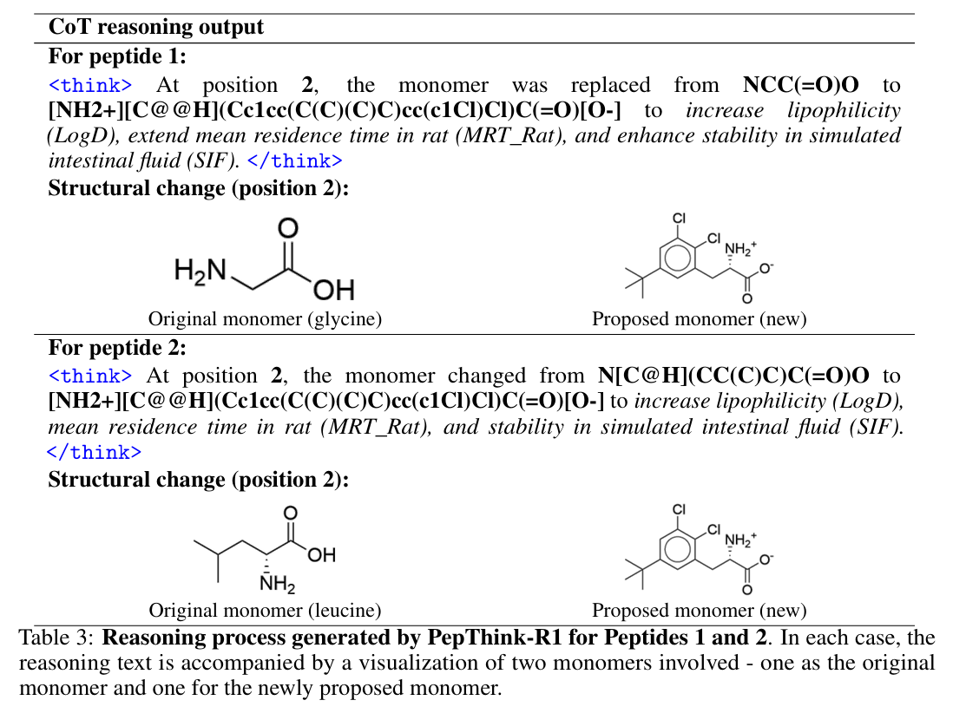 CoT reasoning output
For peptide 1:
<think> At position 2, the monomer was replaced from NCC(=O)O to
[NH2+][C@@H](Cc1cc(C(C)(C)C)cc(c1Cl)Cl)C(=O)[O-] to increase lipophilicity
(LogD), extend mean residence time in rat (MRT_Rat), and enhance stability in simulated
intestinal fluid (SIF). </think>
Structural change (position 2):
O
H2N
OH
Cl
Cl
NH2+
O-
O
Original monomer (glycine) Proposed monomer (new)
For peptide 2:
<think> At position 2, the monomer changed from N[C@H](CC(C)C)C(=O)O to
[NH2+][C@@H](Cc1cc(C(C)(C)C)cc(c1Cl)Cl)C(=O)[O-] to increase lipophilicity (LogD),
mean residence time in rat (MRT_Rat), and stability in simulated intestinal fluid (SIF).
</think>
Structural change (position 2):
O
OH
NH2
Cl
Cl
NH2+
O-
O
Original monomer (leucine) Proposed monomer (new)
Table 3: Reasoning process generated by PepThink-R1 for Peptides 1 and 2. In each case, the
reasoning text is accompanied by a visualization of two monomers involved - one as the original
monomer and one for the newly proposed monomer.